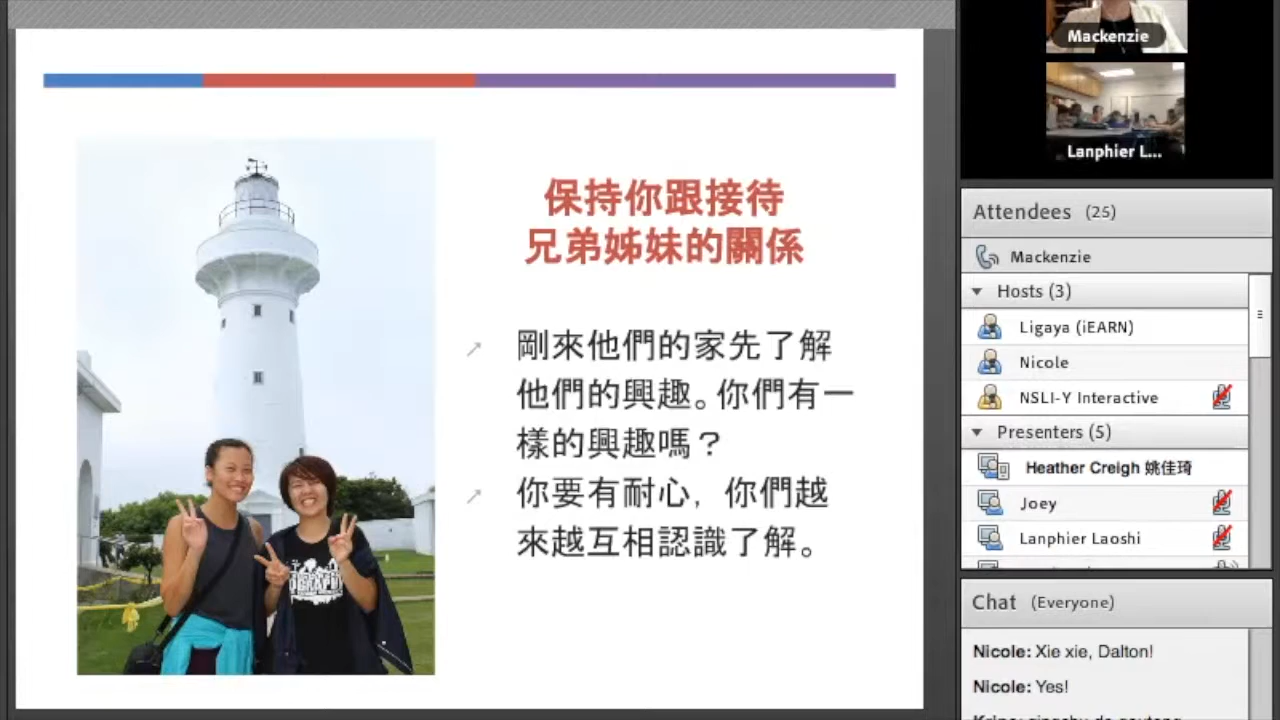 保持你跟接待
兄弟姊妹的關係
剛來他們的家先了解
他們的興趣。你們有一
樣的興趣嗎？
你要有耐心，你們越
來越互相認識了解。
Mackenzie
Lanphier L...
Attendees (25)
Mackenzie
Hosts (3)
Ligaya (iEARN)
Nicole
NSLI-Y Interactive
Presenters (5)
Heather Creigh 姚佳琦
Joey
Lanphier Laoshi
Chat (Everyone)
Nicole: Xie xie, Dalton!
Nicole: Yes!